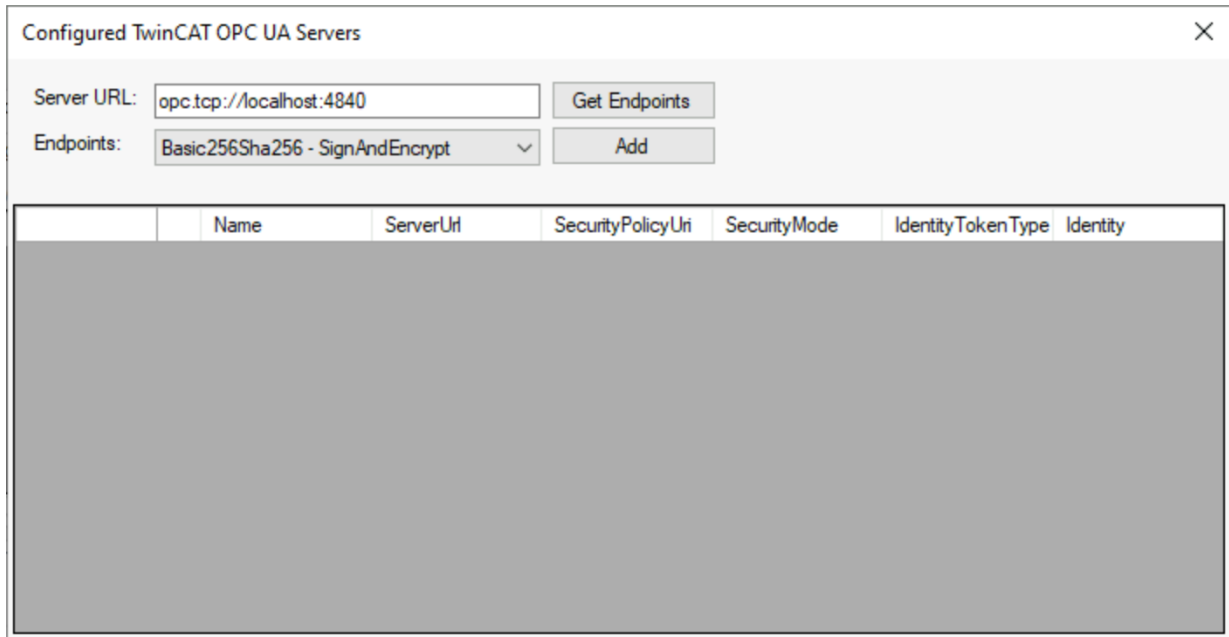 Configured TwinCAT OPC UA Servers
Server URL: opc.tcp://localhost:4840 Get Endpoints
Endpoints: Basic256Sha256 - SignAndEncrypt Add
Name ServerUrl SecurityPolicyUri SecurityMode IdentityTokenType Identity